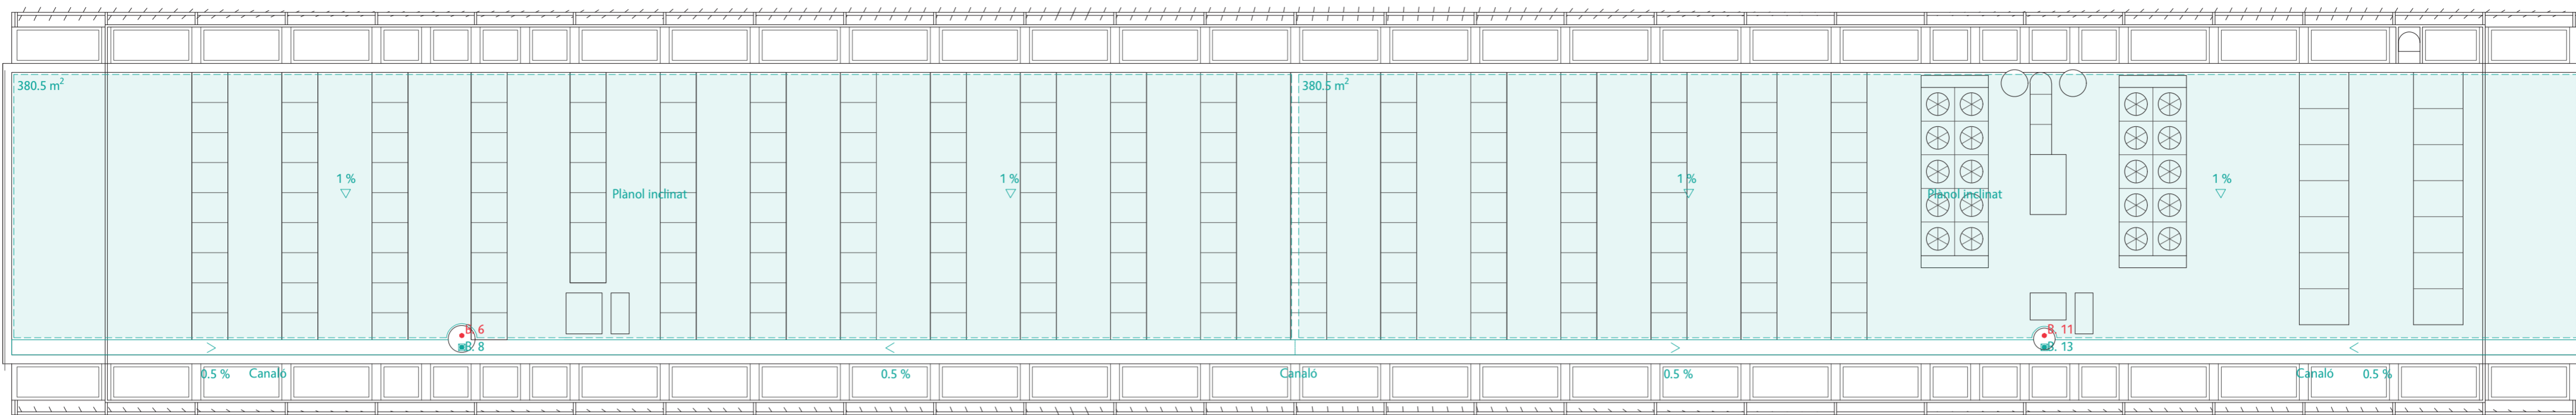 380.5 m²
380.5 m²
1 %
1 %
1 %
1 %
Plànol inclinat
Plànol inclinat
B. 6
B. 11
B. 8
B. 13
0.5 %
Canaló
0.5 %
Canaló
0.5 %
Canaló
0.5 %